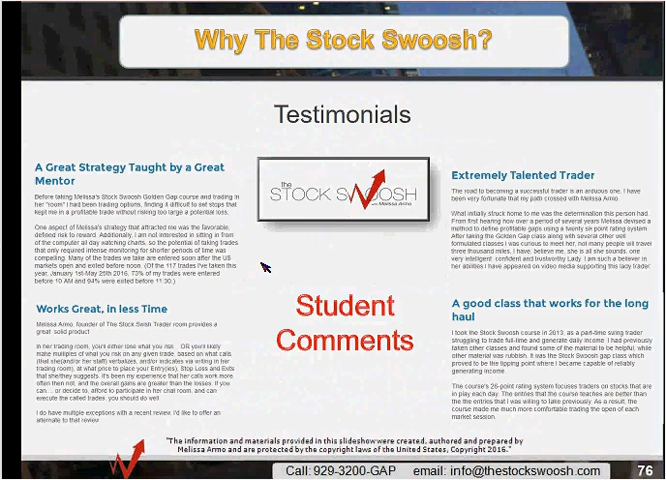 Why The Stock Swoosh?
Testimonials
A Great Strategy Taught by a Great
Mentor
Before taking Melissa's Stock Swoosh Golden Gap course and trading in
her "room" I had been trading options, finding it difficult to set stops that
kept me in a profitable trade without risking too large a potential loss.
One aspect of Melissa's strategy that attracted me was the favorable,
defined risk to reward. Additionally, I am not interested in sitting in from
of the computer all day watching charts, so the potential of taking trades
that only required intense monitoring for shorter periods of time was
compelling. Many of the trades we take are entered soon after the US
markets open and exited before noon. (Of the 117 trades I've taken this
year, January 1st-May 25th 2016, 73% of my trades were entered
before 10 AM and 94% were exited before 11:30.)
Works Great, in less Time
Melissa Armo, founder of The Stock Swish Trader room provides a
great solid product
In her trading room, you'll either lose what you risk... OR you'll likely
make multiples of what you risk on any given trade, based on what calls
(that she(and/or her staff) verbalizes, and/or indicates via writing in her
trading room), at what price to place your Entry(ies), Stop Loss and Exits
that she/they suggests. It's been my experience that her calls work more
often then not, and the overall gains are greater than the losses. If you
can... or decide to, afford to participate in her trading room, and can
execute the called trades, you should do well.
I do have multiple exceptions with a recent review. I'd like to offer an
alternate to that review
the
STOCK SWOOSH
with Melissa Armo
Student
Comments
Extremely Talented Trader
The road to becoming a successful trader is an arduous one, I have
been very fortunate that my path crossed with Melissa Armo.
What initially struck home to me was the determination this person had.
From first hearing how over a period of several years Melissa devised a
method to define profitable gaps using a twenty six point rating system
After taking the Golden Gap class along with several other well
formulated classes I was curious to meet her, not many people will travel
three thousand miles, I have, believe me, she is all she sounds, one
very intelligent, confident and trustworthy Lady. I am such a believer in
her abilities I have appeared on video supporting this lady trader.
A good class that works for the long
haul
I took the Stock Swoosh course in 2013, as a part-time swing trader
struggling to trade full-time and generate daily income. I had previously
taken other classes and found some of the material to be helpful, while
other material was rubbish. It was the Stock Swoosh gap class which
proved to be the tipping point where I became capable of reliably
generating income.
The course's 26-point rating system focuses traders on stocks that are
in play each day. The entries that the course teaches are better than
the the entries that I was willing to take previously. As a result, the
course made me much more comfortable trading the open of each
market session.
"The information and materials provided in this slideshow were created, authored and prepared by
Melissa Armo and are protected by the copyright laws of the United States, Copyright 2016."
Call: 929-3200-GAP email: info@thestockswoosh.com
76